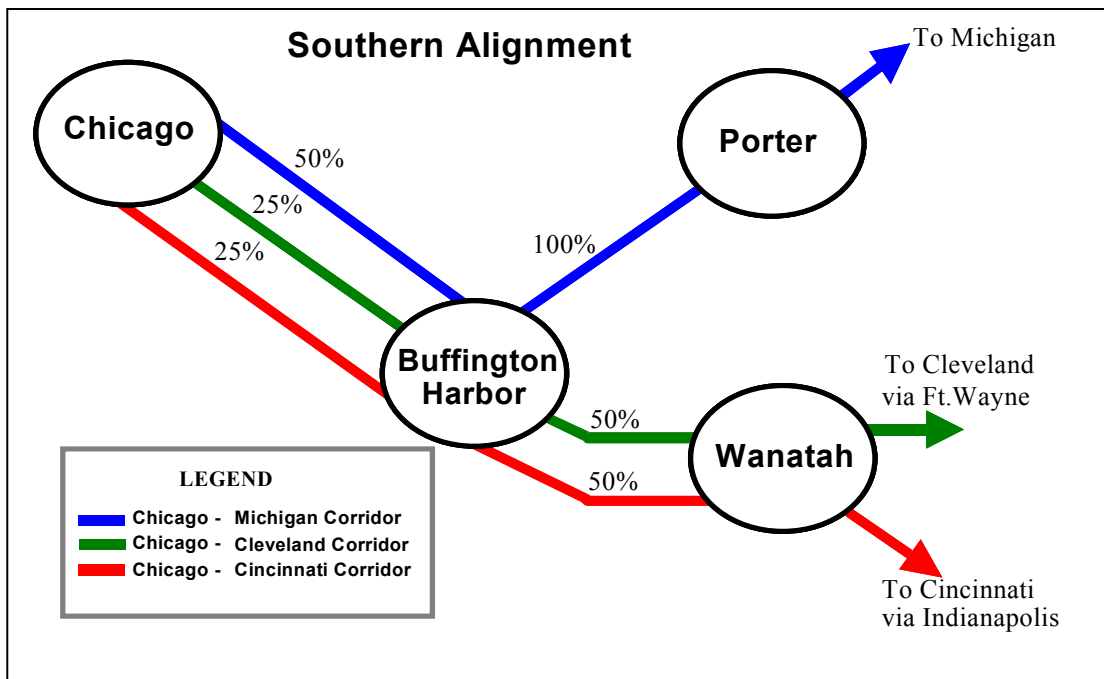 Southern Alignment
To Michigan
Chicago
Porter
50%
25%
25%
100%
Buffington
Harbor
To Cleveland
via Ft.Wayne
50%
Wanatah
50%
LEGEND
Chicago - Michigan Corridor
Chicago - Cleveland Corridor
Chicago - Cincinnati Corridor
To Cincinnati
via Indianapolis